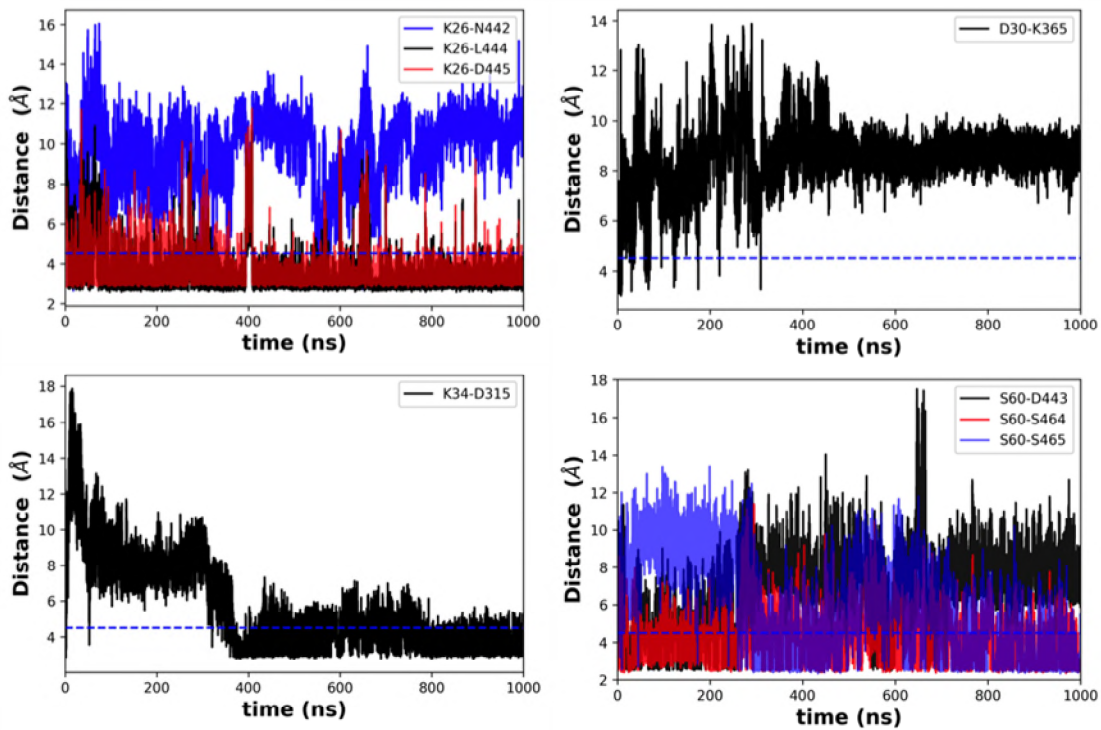 16
14
12
10
8
6
4
2
Distance (Å)
K26-N442
K26-L444
K26-D445
0 200 400 600 800 1000
time (ns)
14
12
10
8
6
4
Distance (Å)
D30-K365
0 200 400 600 800 1000
time (ns)
18
16
14
12
10
8
6
4
Distance (Å)
K34-D315
0 200 400 600 800 1000
time (ns)
18
16
14
12
10
8
6
4
2
Distance (Å)
S60-D443
S60-S464
S60-S465
0 200 400 600 800 1000
time (ns)